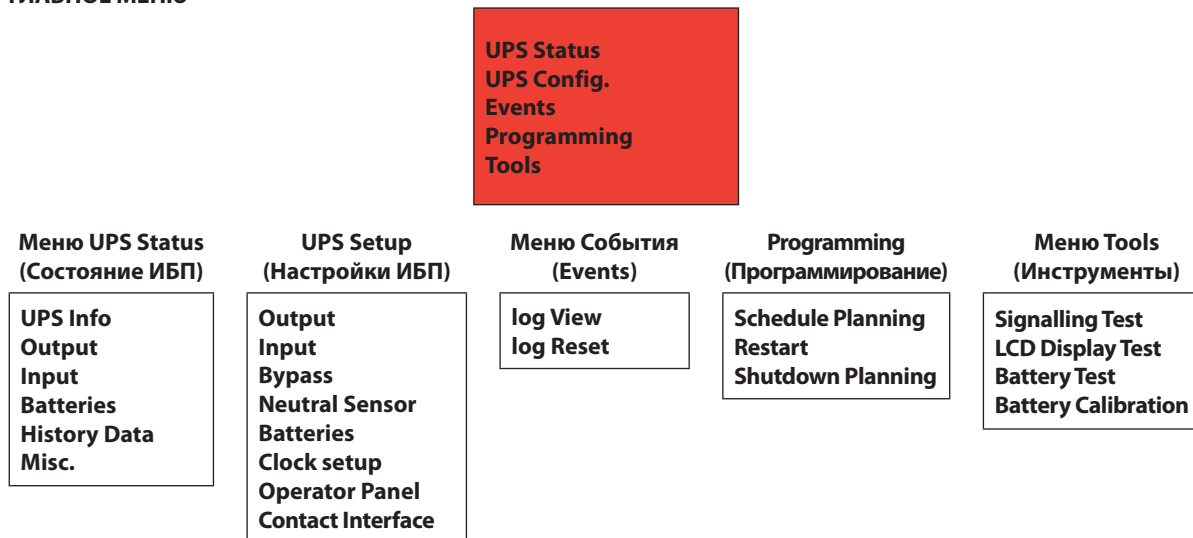 ГЛАВНОЕ МЕНЮ
UPS Status
UPS Config.
Events
Programming
Tools
Меню UPS Status
(Состояние ИБП)
UPS Info
Output
Input
Batteries
History Data
Misc.
UPS Setup
(Настройки ИБП)
Output
Input
Bypass
Neutral Sensor
Batteries
Clock setup
Operator Panel
Contact Interface
Меню События
(Events)
log View
log Reset
Programming
(Программирование)
Schedule Planning
Restart
Shutdown Planning
Меню Tools
(Инструменты)
Signalling Test
LCD Display Test
Battery Test
Battery Calibration